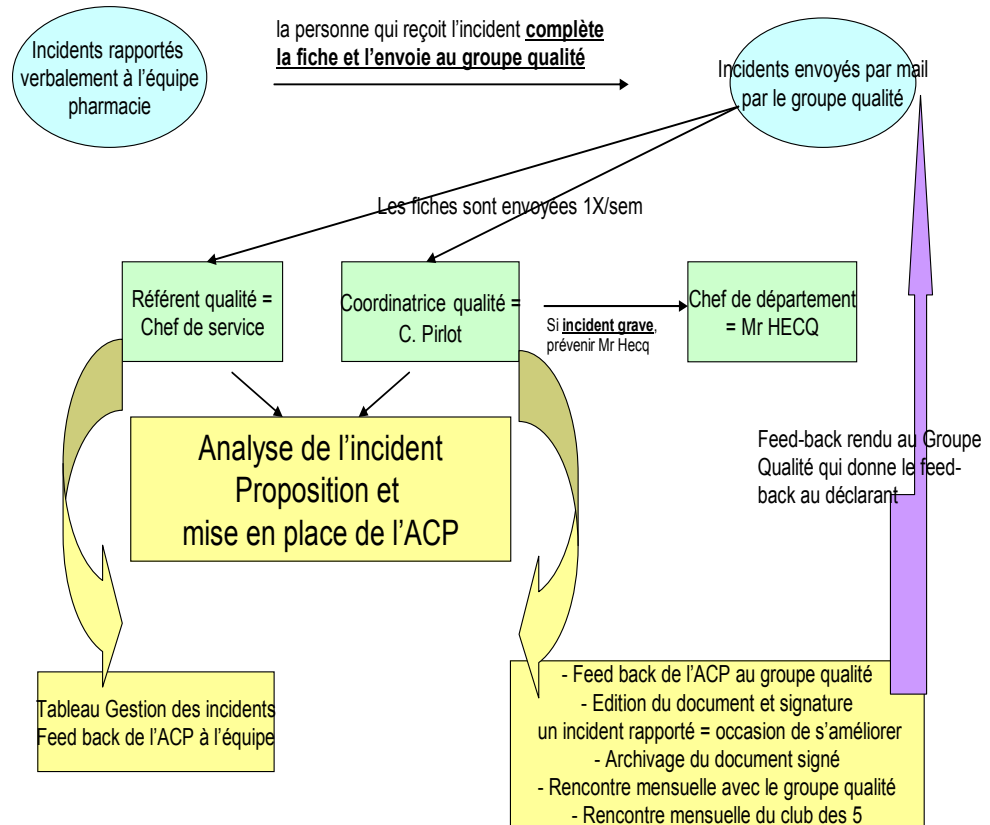 Incidents rapportés
verbalement à l'équipe
pharmacie
la personne qui reçoit l'incident complète
la fiche et l'envoie au groupe qualité
Incidents envoyés par mail
par le groupe qualité
Les fiches sont envoyées 1X/sem
Référent qualité =
Chef de service
Coordinatrice qualité =
C. Pirlot
Si incident grave,
prévenir Mr Hecq
Chef de département
= Mr HECQ
Analyse de l'incident
Proposition et
mise en place de l'ACP
Feed-back rendu au Groupe
Qualité qui donne le feed-
back au déclarant
Tableau Gestion des incidents
Feed back de l'ACP à l'équipe
- Feed back de l'ACP au groupe qualité
- Edition du document et signature
un incident rapporté = occasion de s'améliorer
- Archivage du document signé
- Rencontre mensuelle avec le groupe qualité
- Rencontre mensuelle du club des 5